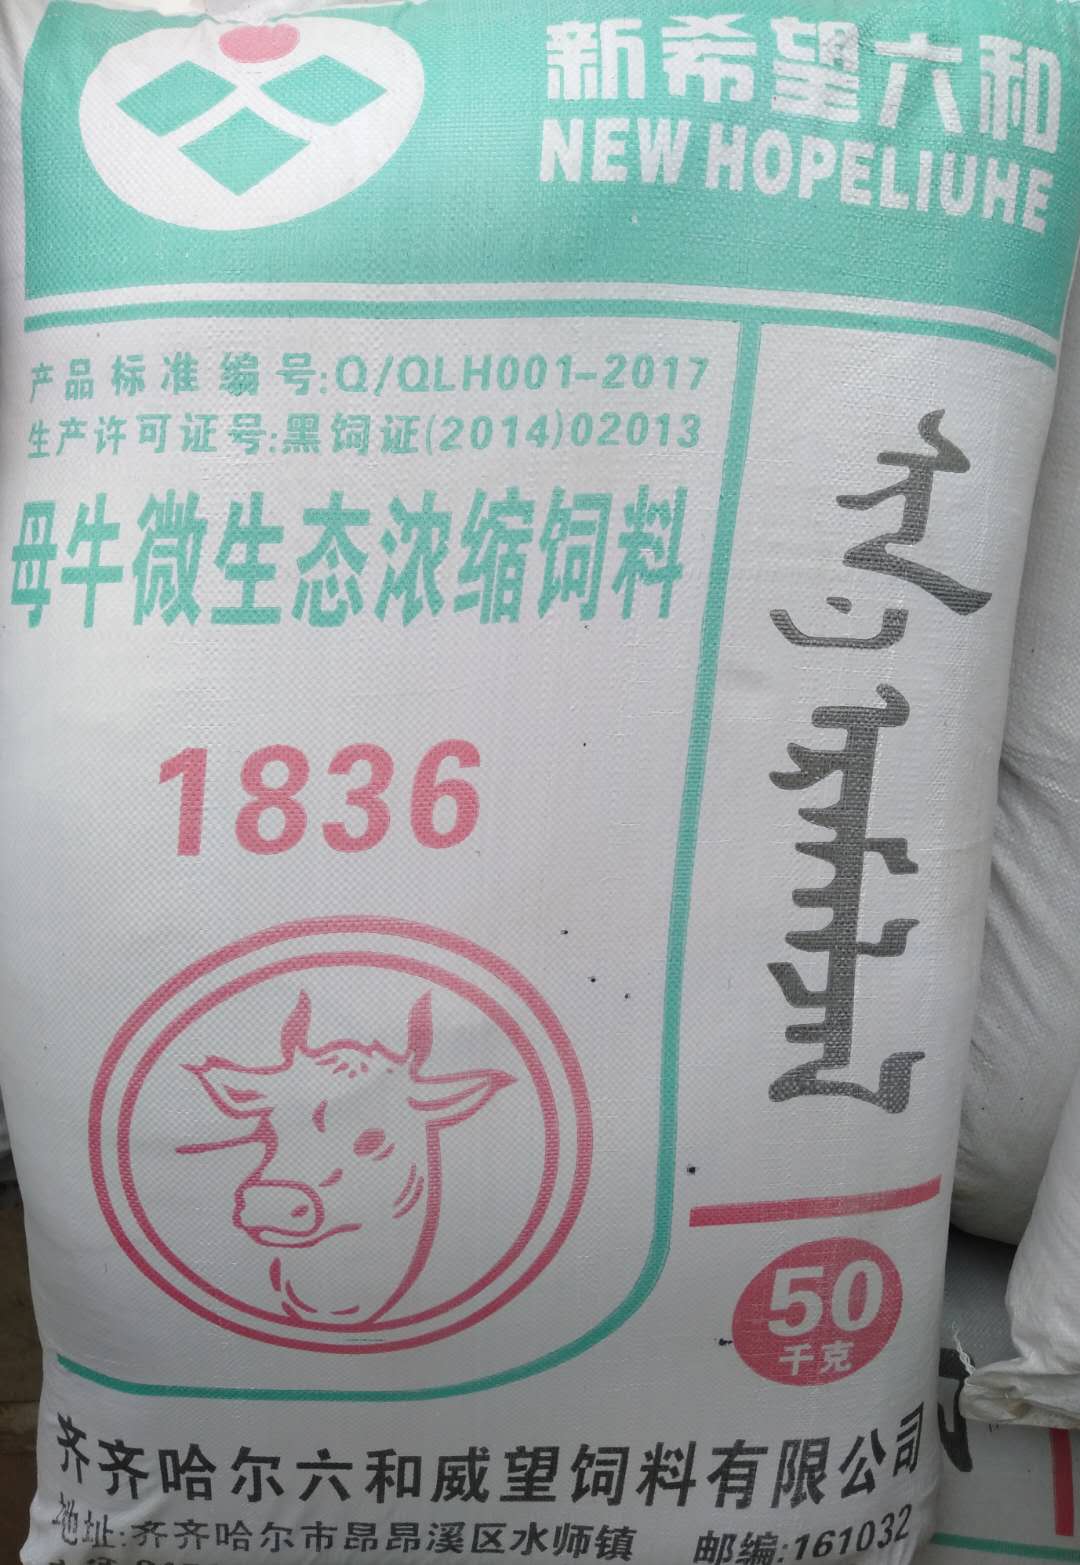 新希望六和
NEW HOPELIUHE
产品标准编号:Q/QLH001-2017
生产许可证号:黑饲证(2014)02013
母牛微生态浓缩饲料
1836
50
千克
齐齐哈尔六和威望饲料有限公司
地址:齐齐哈尔市昂昂溪区水师镇 邮编:161032